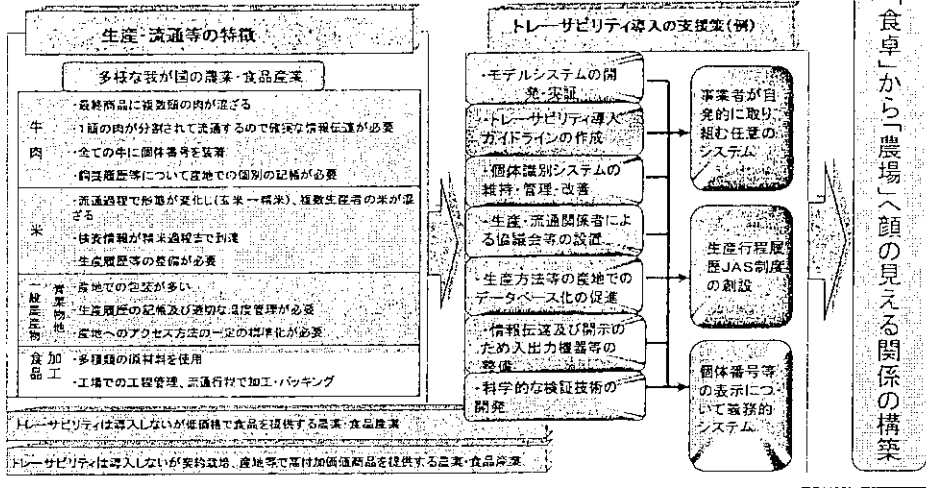 生産・流通等の特徴
多様な我が国の農業・食品産業
牛肉
・最終商品に複数頭の肉が混ざる
・1頭の肉が分割されて流通するので確実な情報伝達が必要
・全ての牛に個体番号を装着
・飼養履歴等について産地での個別の記帳が必要
米
・流通過程で形態が変化し(玄米→精米)、複数生産者の米が混
ざる
・検査情報が精米過程まで到達
・生産履歴等の整備が必要
一般農産物
青果物他
・産地での包装が多い
・生産履歴の記帳及び適切な温度管理が必要
・産地へのアクセス方法の一定の標準化が必要
加工食品
・多種類の原材料を使用
・工場での工程管理、流通行程で加工・パッキング
トレーサビリティは導入しないが低価格で食品を提供する農業・食品産業
トレーサビリティは導入しないが契約栽培、産地等で高付加価値商品を提供する農業・食品産業
トレーサビリティ導入の支援策(例)
・モデルシステムの開
発・実証
・トレーサビリティ導入
ガイドラインの作成
・個体識別システムの
維持・管理・改善
・生産・流通関係者によ
る協議会等の設置
・生産方法等の産地での
データベース化の促進
・情報伝達及び開示の
ため入出力機器等の
整備
・科学的な検証技術の
開発
事業者が自
発的に取り
組む任意の
システム
生産行程履
歴JAS制度
の創設
個体番号等
の表示につ
いて義務的
システム
「食卓」から「農場」へ顔の見える関係の構築